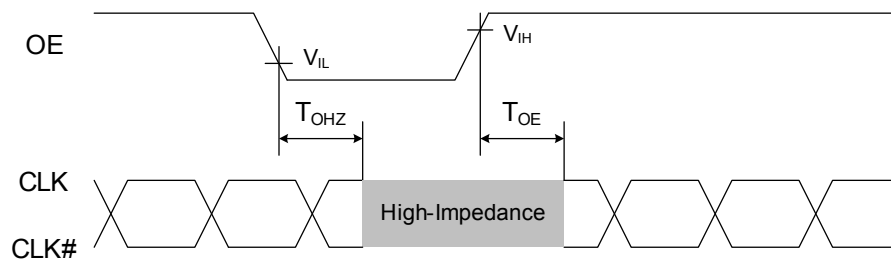 OE
V_IL
V_IH
T_OHZ
T_OE
CLK
High-Impedance
CLK#